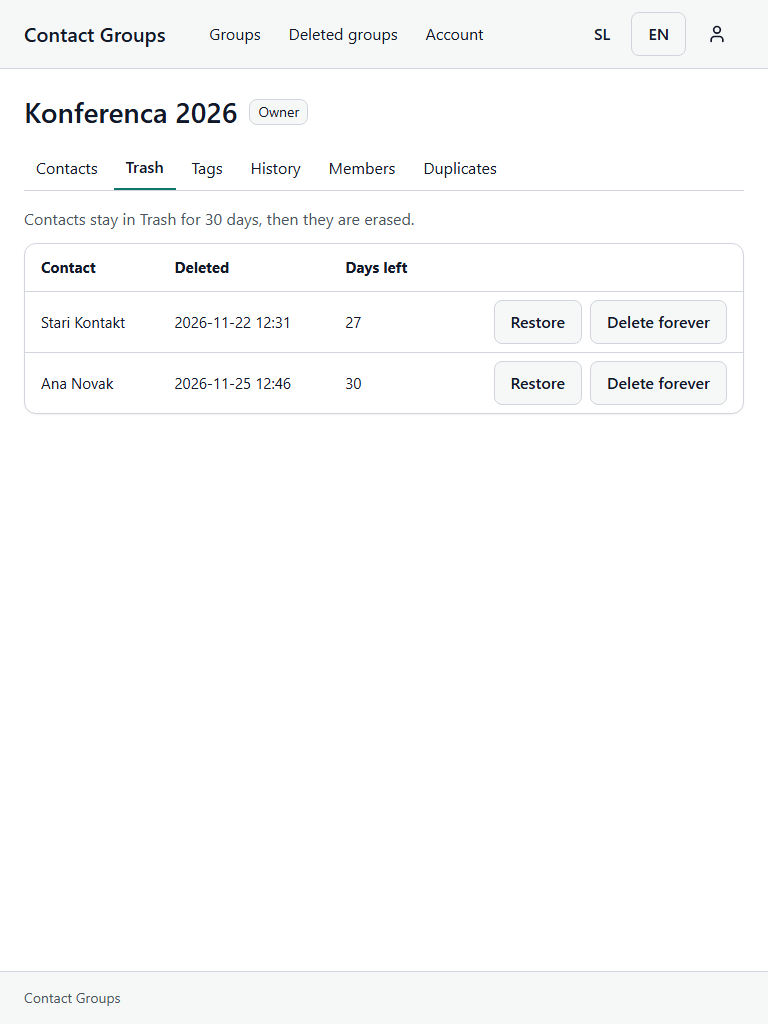 Contact Groups Groups Deleted groups Account SL EN
Konferenca 2026 Owner
Contacts Trash Tags History Members Duplicates
Contacts stay in Trash for 30 days, then they are erased.
Contact Deleted Days left
Stari Kontakt 2026-11-22 12:31 27 Restore Delete forever
Ana Novak 2026-11-25 12:46 30 Restore Delete forever
Contact Groups